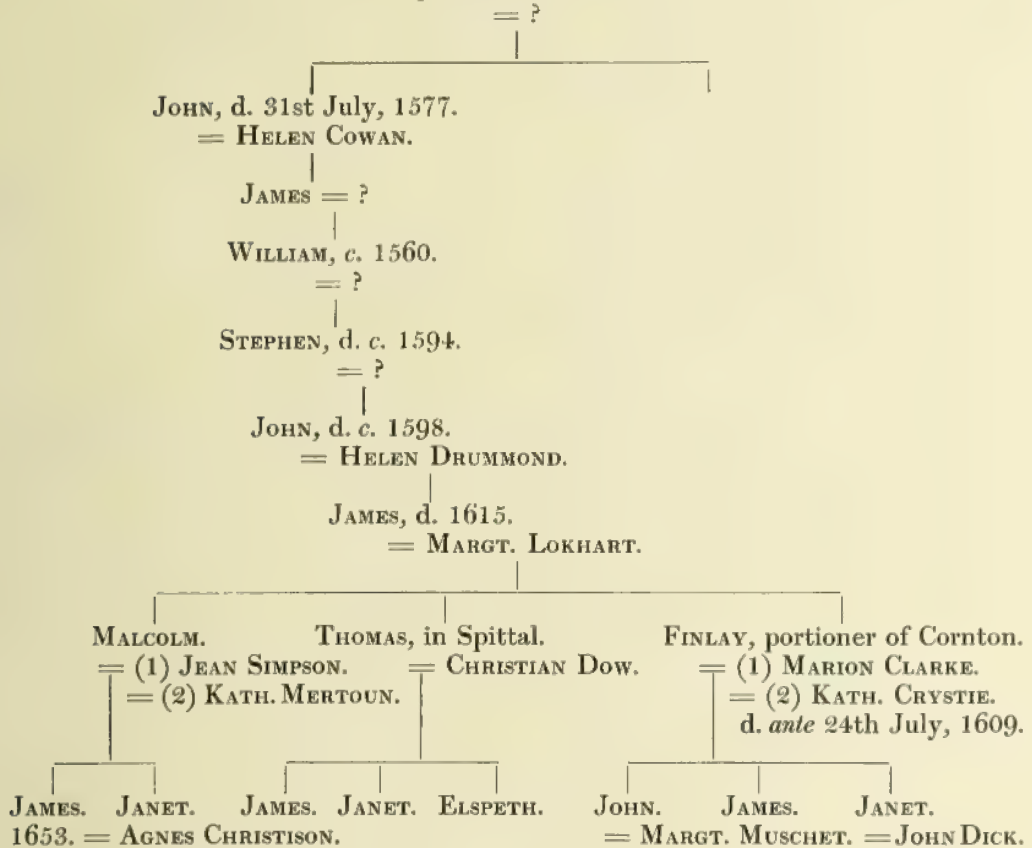 = ?
JOHN, d. 31st July, 1577.
= HELEN COWAN.
JAMES = ?
WILLIAM, c. 1560.
= ?
STEPHEN, d. c. 1594.
= ?
JOHN, d. c. 1598.
= HELEN DRUMMOND.
JAMES, d. 1615.
= MARGT. LOKHART.
MALCOLM. THOMAS, in Spittal. FINLAY, portioner of Cornton.
= (1) JEAN SIMPSON. = CHRISTIAN DOW. = (1) MARION CLARKE.
= (2) KATH. MERTOUN. = (2) KATH. CRYSTIE.
d. ante 24th July, 1609.
JAMES. JANET. JAMES. JANET. ELSPETH. JOHN. JAMES. JANET.
1653. = AGNES CHRISTISON. = MARGT. MUSCHET. = JOHN DICK.